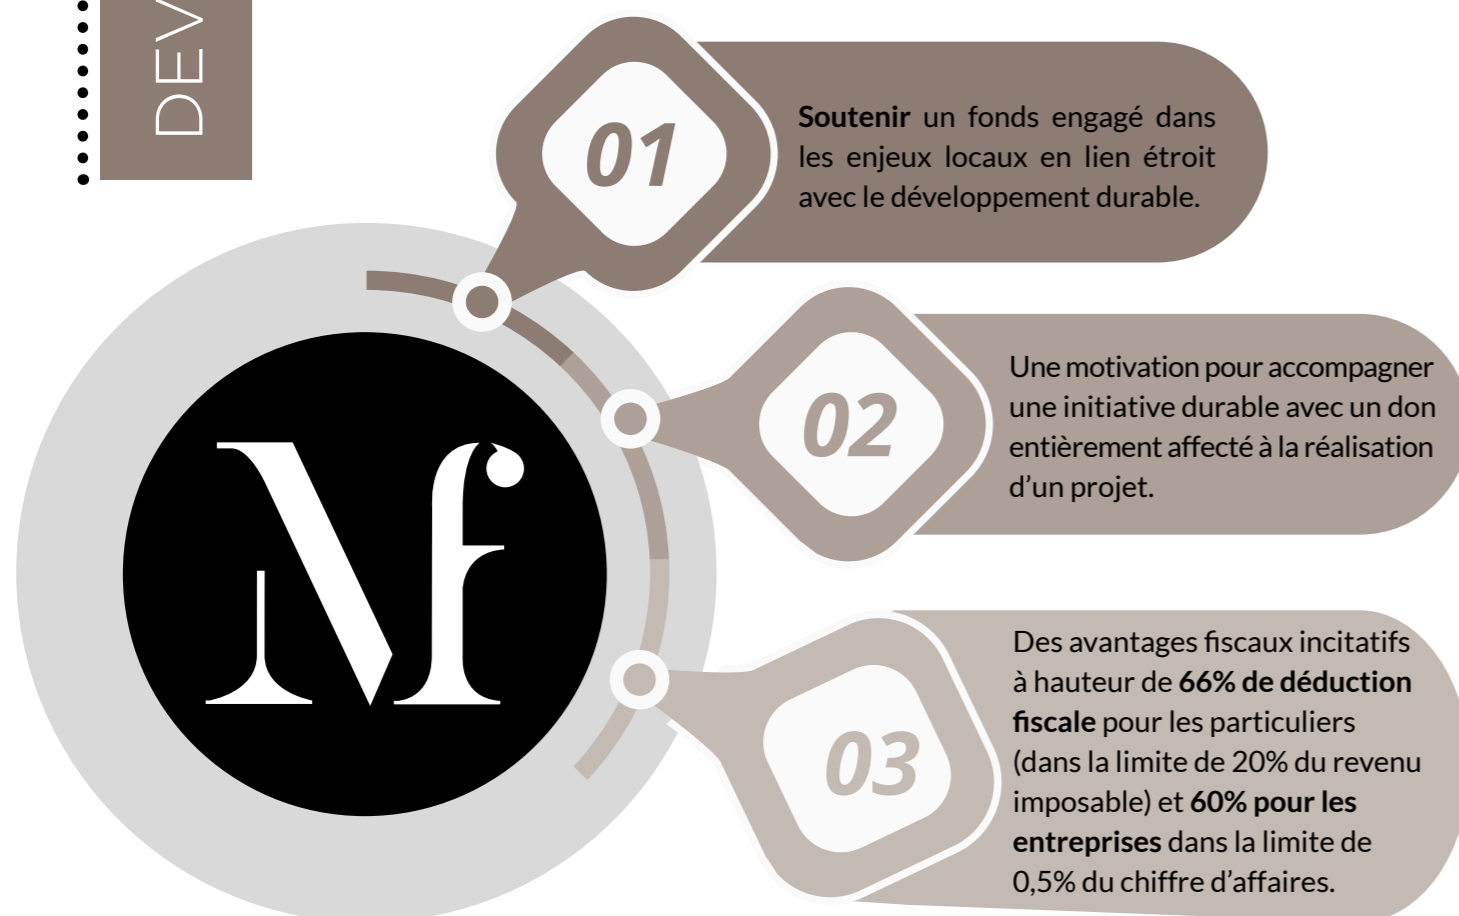 DEV
01
Soutenir un fonds engagé dans
les enjeux locaux en lien étroit
avec le développement durable.
02
Une motivation pour accompagner
une initiative durable avec un don
entièrement affecté à la réalisation
d’un projet.
Nf
03
Des avantages fiscaux incitatifs
à hauteur de 66% de déduction
fiscale pour les particuliers
(dans la limite de 20% du revenu
imposable) et 60% pour les
entreprises dans la limite de
0,5% du chiffre d’affaires.